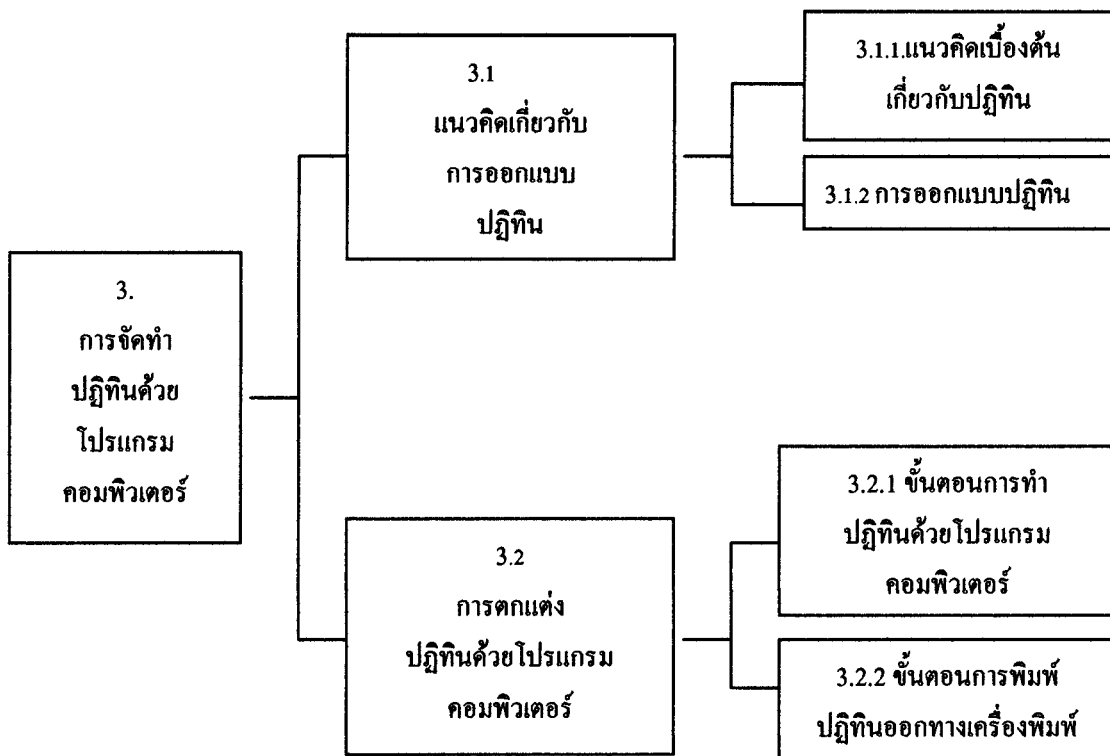 3.
การจัดทำ
ปฏิทินด้วย
โปรแกรม
คอมพิวเตอร์
3.1
แนวคิดเกี่ยวกับ
การออกแบบ
ปฏิทิน
3.1.1.แนวคิดเบื้องต้น
เกี่ยวกับปฏิทิน
3.1.2 การออกแบบปฏิทิน
3.2
การตกแต่ง
ปฏิทินด้วยโปรแกรม
คอมพิวเตอร์
3.2.1 ขั้นตอนการทำ
ปฏิทินด้วยโปรแกรม
คอมพิวเตอร์
3.2.2 ขั้นตอนการพิมพ์
ปฏิทินออกทางเครื่องพิมพ์